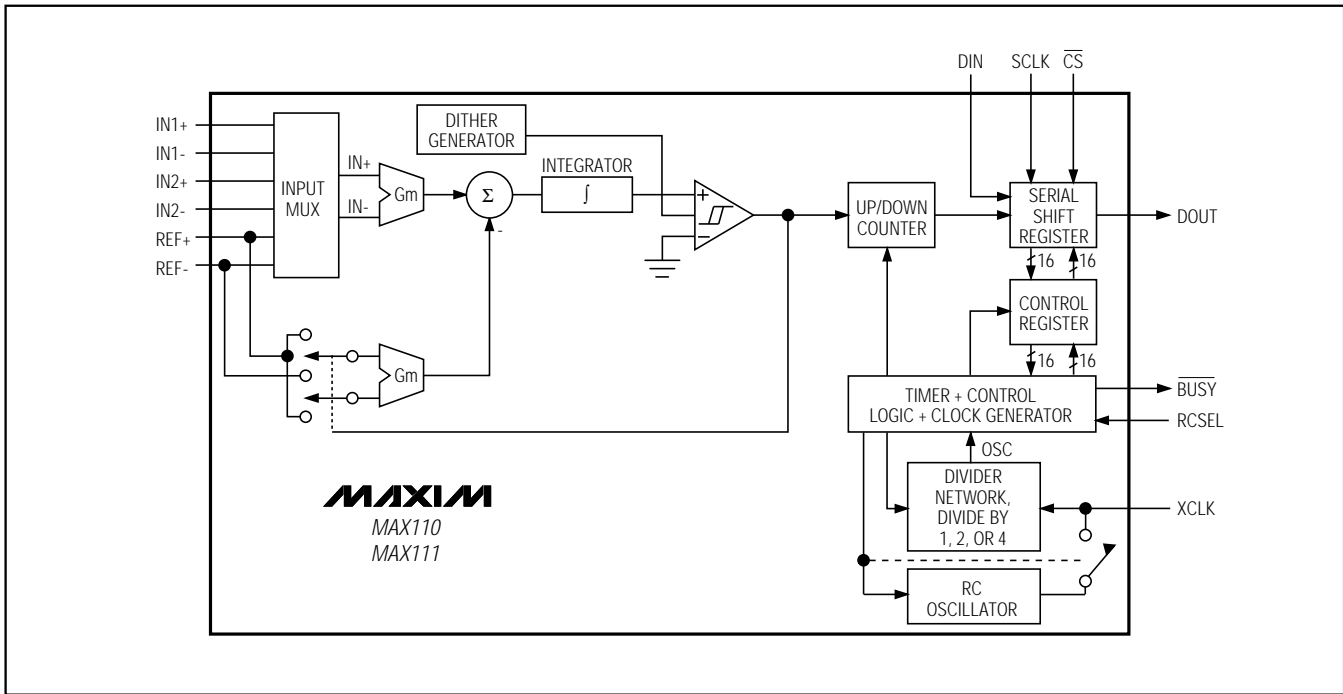 DIN SCLK C̅S̅
IN1+
IN1-
IN2+
IN2-
REF+
REF-
INPUT
MUX
IN+
IN-
Gm
DITHER
GENERATOR
Σ
-
INTEGRATOR
∫
+
-
UP/DOWN
COUNTER
SERIAL
SHIFT
REGISTER
DOUT
16 16
CONTROL
REGISTER
16 16
Gm
TIMER + CONTROL
LOGIC + CLOCK GENERATOR
B̅U̅S̅Y̅
RCSEL
OSC
DIVIDER
NETWORK,
DIVIDE BY
1, 2, OR 4
XCLK
RC
OSCILLATOR
MAXIM
MAX110
MAX111